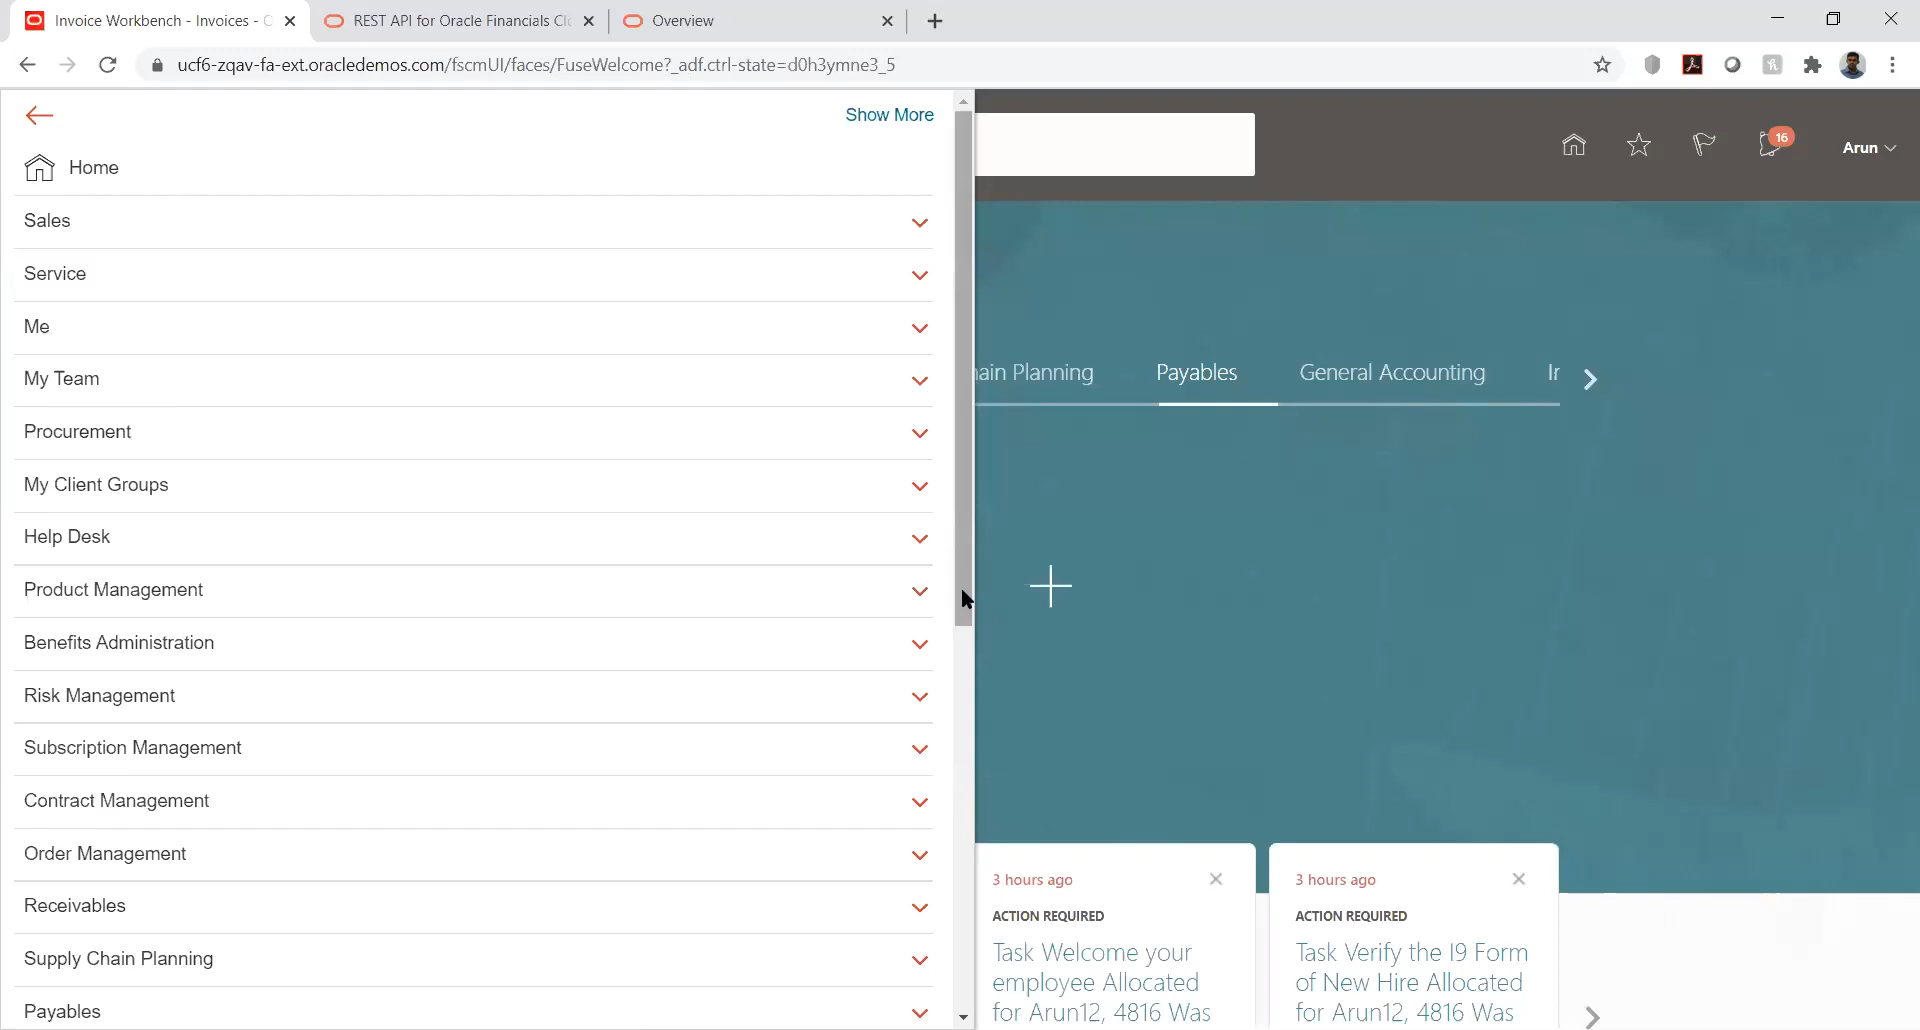 Invoice Workbench - Invoices -
REST API for Oracle Financials
Overview
ucf6-zqav-fa-ext.oracledemos.com/fscmUI/faces/FuseWelcome?_adf.ctrl-state=d0h3ymne3_5
Show More
Home
Sales
Service
Me
My Team
Procurement
My Client Groups
Help Desk
Product Management
Benefits Administration
Risk Management
Subscription Management
Contract Management
Order Management
Receivables
Supply Chain Planning
Payables
16
Arun
Planning
Payables
General Accounting
3 hours ago
ACTION REQUIRED
Task Welcome your
employee Allocated
for Arun12, 4816 Was
3 hours ago
ACTION REQUIRED
Task Verify the I9 Form
of New Hire Allocated
for Arun12, 4816 Was